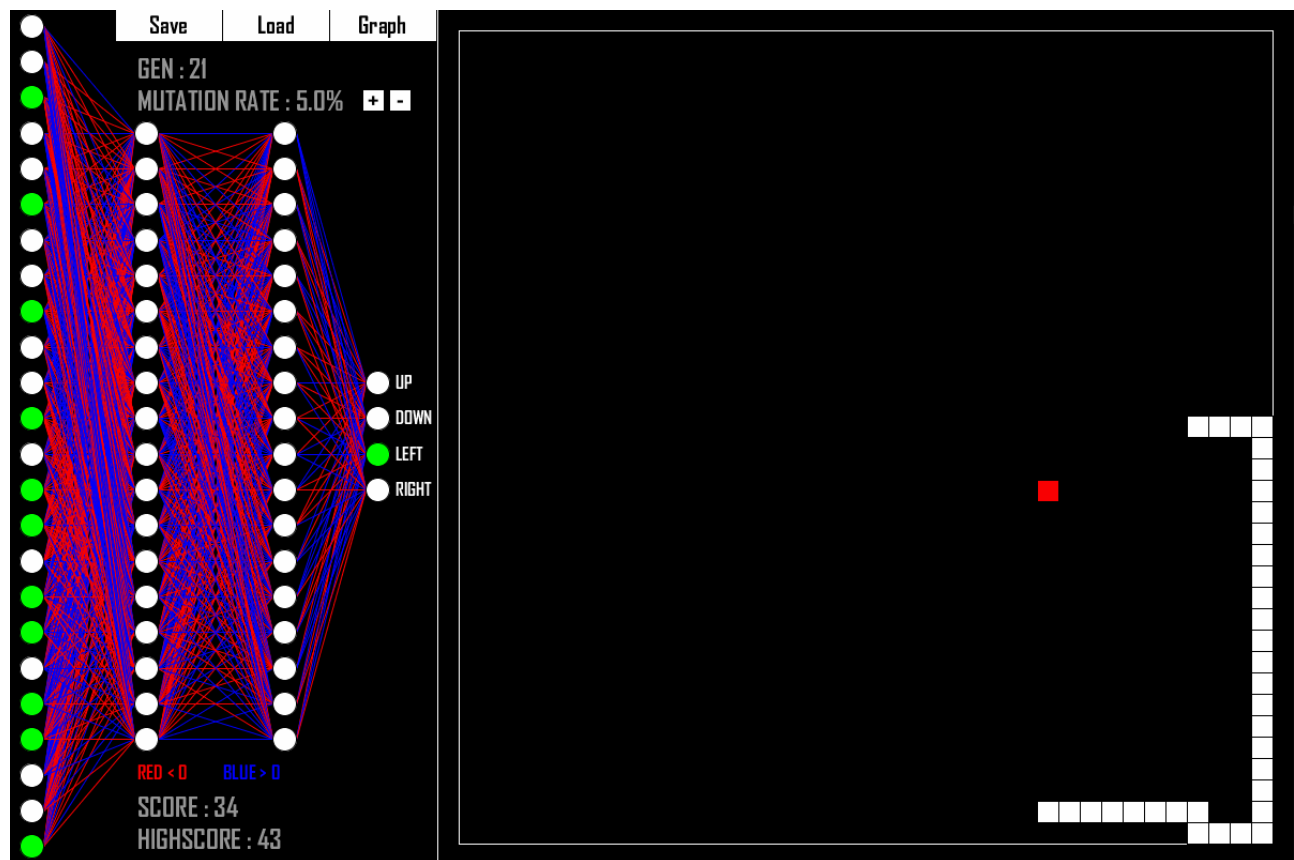 Save Load Graph
GEN : 21
MUTATION RATE : 5.0% + -
UP
DOWN
LEFT
RIGHT
RED < 0 BLUE > 0
SCORE : 34
HIGHSCORE : 43